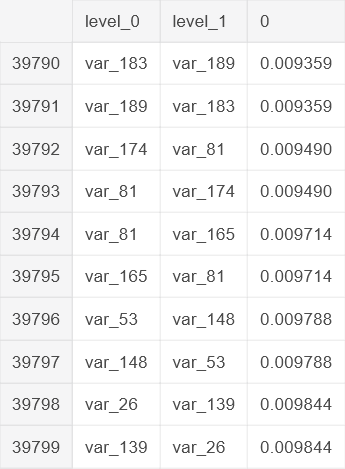 level_0 level_1 0
39790 var_183 var_189 0.009359
39791 var_189 var_183 0.009359
39792 var_174 var_81 0.009490
39793 var_81 var_174 0.009490
39794 var_81 var_165 0.009714
39795 var_165 var_81 0.009714
39796 var_53 var_148 0.009788
39797 var_148 var_53 0.009788
39798 var_26 var_139 0.009844
39799 var_139 var_26 0.009844